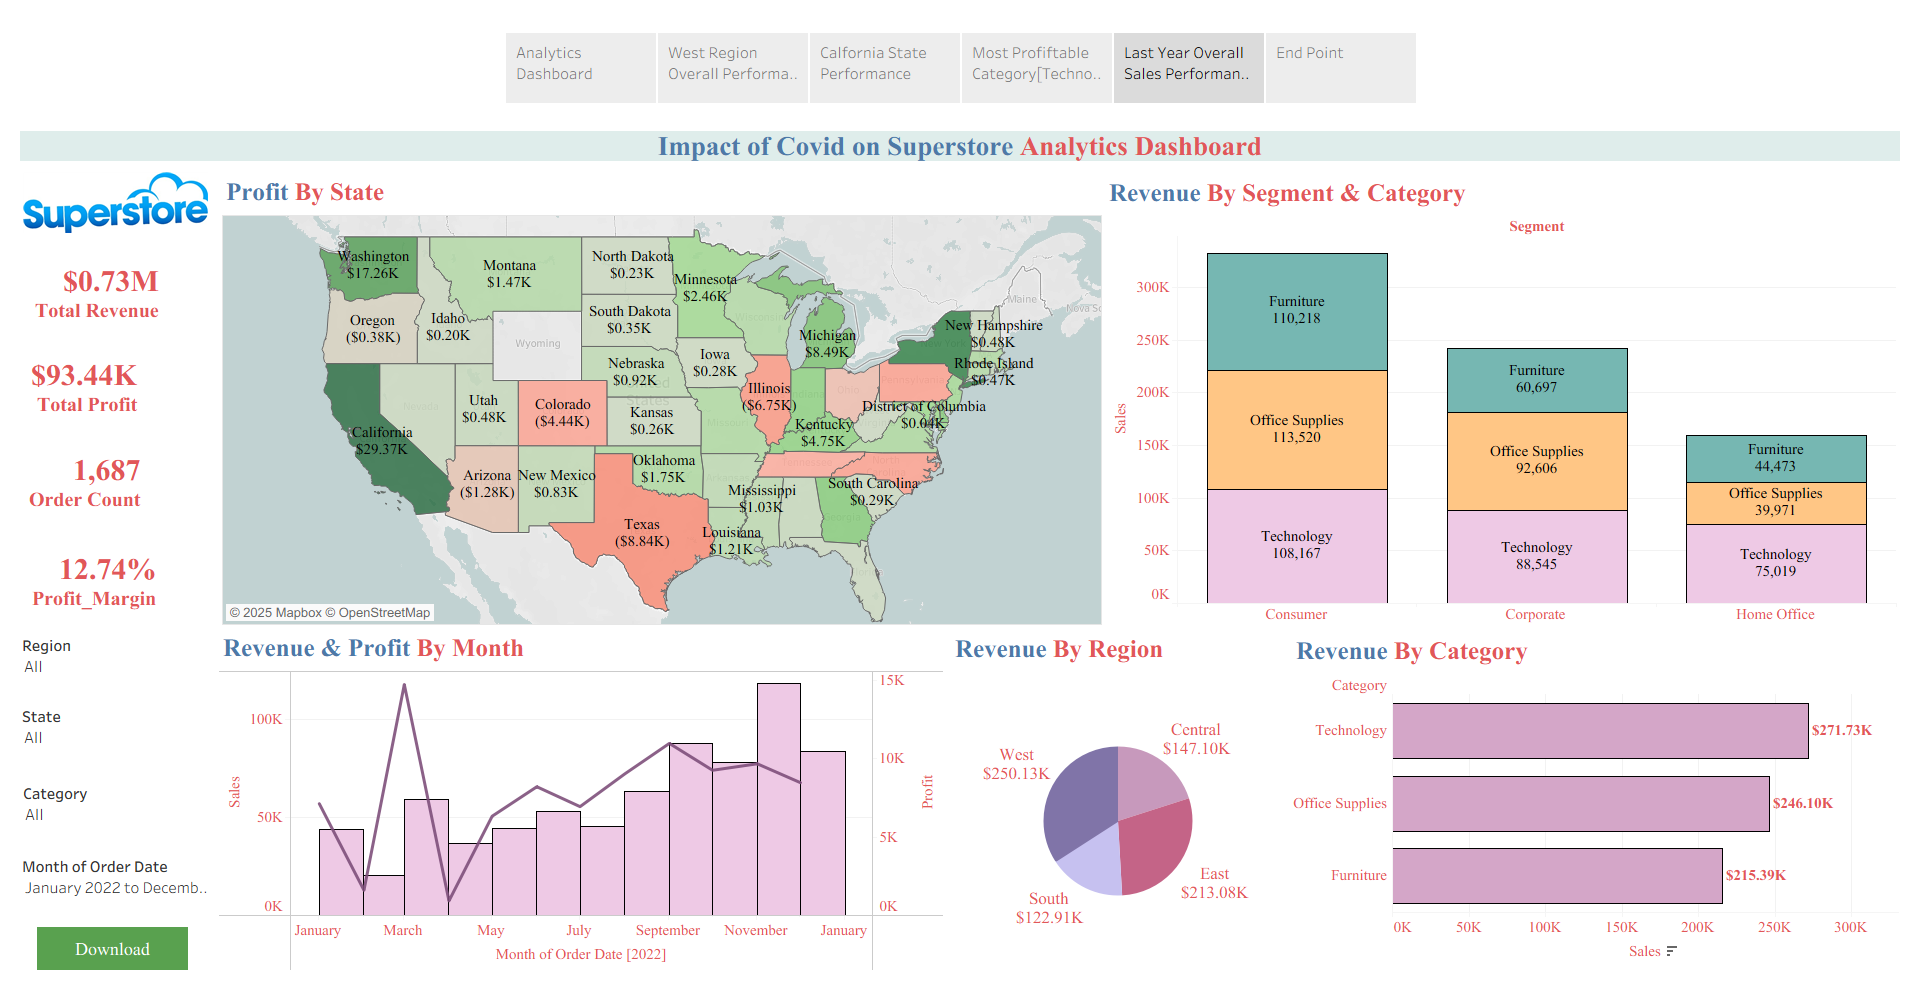 Analytics
Dashboard
West Region
Overall Performa..
Calfornia State
Performance
Most Profiftable
Category[Techno..
Last Year Overall
Sales Performan..
End Point
Impact of Covid on Superstore Analytics Dashboard
Superstore
$0.73M
Total Revenue
$93.44K
Total Profit
1,687
Order Count
12.74%
Profit_Margin
Region
All
State
All
Category
All
Month of Order Date
January 2022 to Decemb..
Download
Profit By State
Washington
$17.26K
Montana
$1.47K
North Dakota
$0.23K
Minnesota
$2.46K
Oregon
($0.38K)
Idaho
$0.20K
South Dakota
$0.35K
Wyoming
Wisconsin
Michigan
$8.49K
Maine
Nova Sc
New Hampshire
$0.48K
New York
Rhode Island
$0.47K
Nebraska
$0.92K
Iowa
$0.28K
Illinois
($6.75K)
Ohio
Pennsylvania
Nevada
Utah
$0.48K
Colorado
($4.44K)
United
States
Kansas
$0.26K
Missouri
Indiana
Kentucky
$4.75K
District of Columbia
$0.04K
California
$29.37K
Arizona
($1.28K)
New Mexico
$0.83K
Oklahoma
$1.75K
Tennessee
North
South Carolina
$0.29K
Mississippi
$1.03K
Georgia
Texas
($8.84K)
Louisiana
$1.21K
© 2025 Mapbox © OpenStreetMap
Revenue By Segment & Category
Segment
Sales
300K
250K
200K
150K
100K
50K
0K
Furniture
110,218
Office Supplies
113,520
Technology
108,167
Furniture
60,697
Office Supplies
92,606
Technology
88,545
Furniture
44,473
Office Supplies
39,971
Technology
75,019
Consumer
Corporate
Home Office
Revenue & Profit By Month
Sales
100K
50K
0K
15K
10K
5K
0K
Profit
January
March
May
July
September
November
January
Month of Order Date [2022]
Revenue By Region
Central
$147.10K
West
$250.13K
East
$213.08K
South
$122.91K
Revenue By Category
Category
Technology
$271.73K
Office Supplies
$246.10K
Furniture
$215.39K
0K
50K
100K
150K
200K
250K
300K
Sales